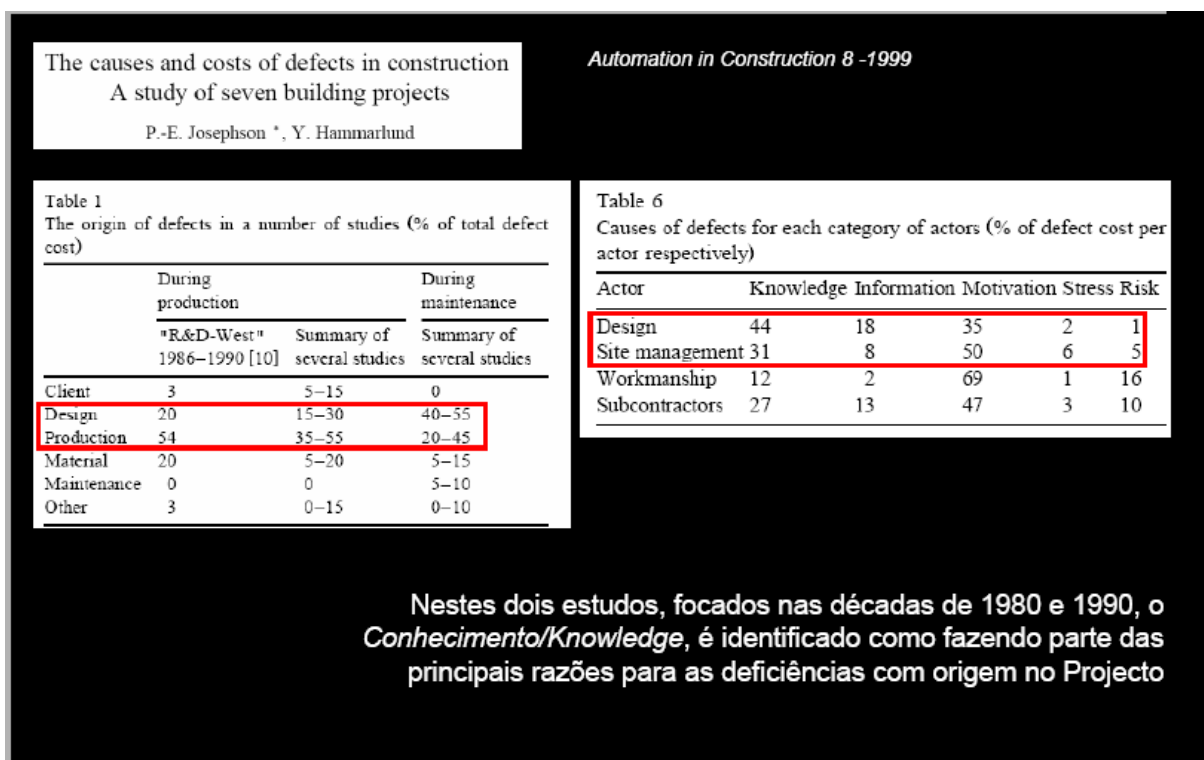 The causes and costs of defects in construction
A study of seven building projects
P.-E. Josephson *, Y. Hammarlund
Automation in Construction 8 -1999
Table 1
The origin of defects in a number of studies (% of total defect
cost)
During During
production maintenance
"R&D-West" Summary of Summary of
1986–1990 [10] several studies several studies
Client 3 5–15 0
Design 20 15–30 40–55
Production 54 35–55 20–45
Material 20 5–20 5–15
Maintenance 0 0 5–10
Other 3 0–15 0–10
Table 6
Causes of defects for each category of actors (% of defect cost per
actor respectively)
Actor Knowledge Information Motivation Stress Risk
Design 44 18 35 2 1
Site management 31 8 50 6 5
Workmanship 12 2 69 1 16
Subcontractors 27 13 47 3 10
Nestes dois estudos, focados nas décadas de 1980 e 1990, o
Conhecimento/Knowledge, é identificado como fazendo parte das
principais razões para as deficiências com origem no Projecto